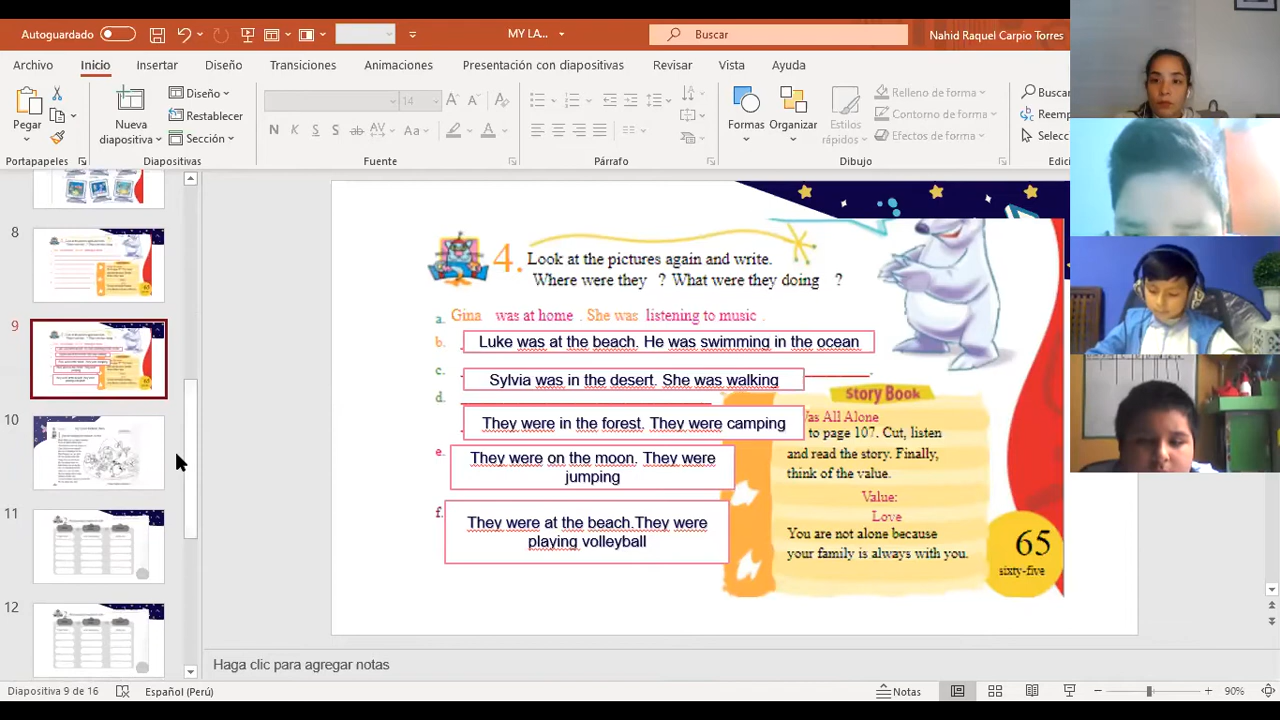 Autoguardado
MY LA...
Buscar
Nahid Raquel Carpio Torres
Archivo
Inicio
Insertar
Diseño
Transiciones
Animaciones
Presentación con diapositivas
Revisar
Vista
Ayuda
Pegar
Nueva
diapositiva
Diseño
Restablecer
Sección
14
N K S S ab AV Aa A
Formas
Organizar
Estilos
rápidos
Relleno de forma
Contorno de forma
Efectos de forma
Buscar
Reemp
Selecc
Portapapeles
Diapositivas
Fuente
Párrafo
Dibujo
Edici
8
9
10
11
12
4. Look at the pictures again and write.
Where were they ? What were they doing ?
a. Gina was at home . She was listening to music .
b. Luke was at the beach. He was swimming in the ocean
c. Sylvia was in the desert. She was walking
d. They were in the forest. They were camping
e. They were on the moon. They were
jumping
f. They were at the beach.They were
playing volleyball
Story Book
Was All Alone
to page 107. Cut, listen
and read the story. Finally,
think of the value.
Value:
Love
You are not alone because
your family is always with you.
65
sixty-five
Haga clic para agregar notas
Diapositiva 9 de 16
Español (Perú)
Notas
90%